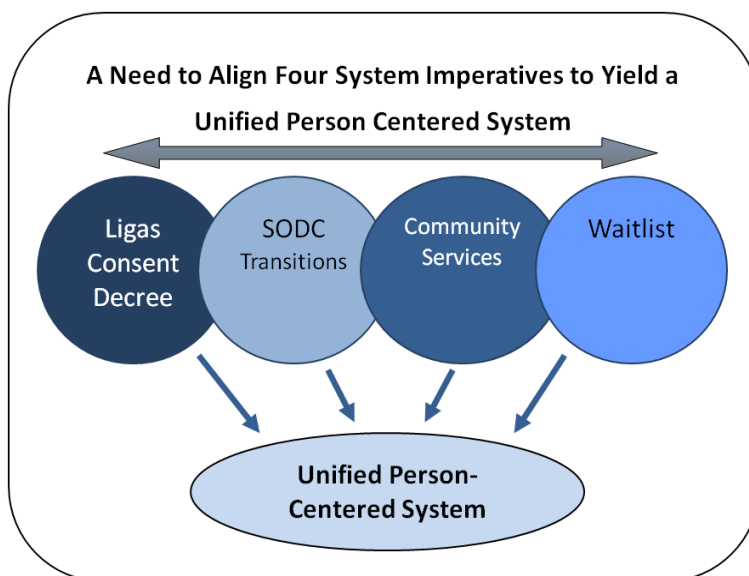 A Need to Align Four System Imperatives to Yield a
Unified Person Centered System
Ligas
Consent
Decree
SODC
Transitions
Community
Services
Waitlist
Unified Person-
Centered System